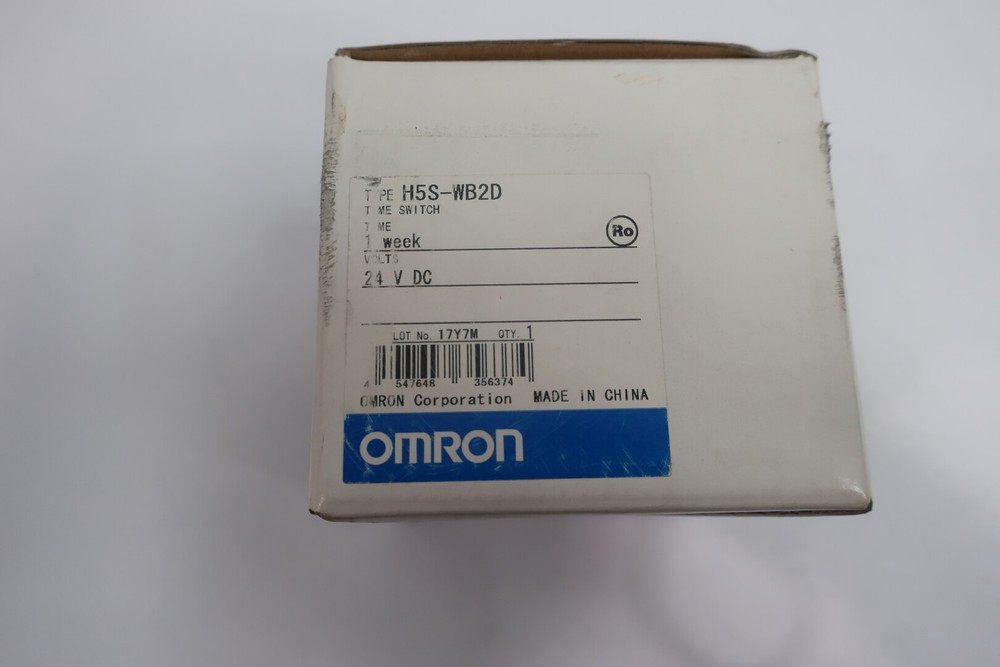 TYPE H5S-WB2D
TIME SWITCH
TIME
1 week
Ro
VOLTS
24 V DC
LOT No. 17Y7M QTY. 1
4 547648 356374
OMRON Corporation MADE IN CHINA
OMRON